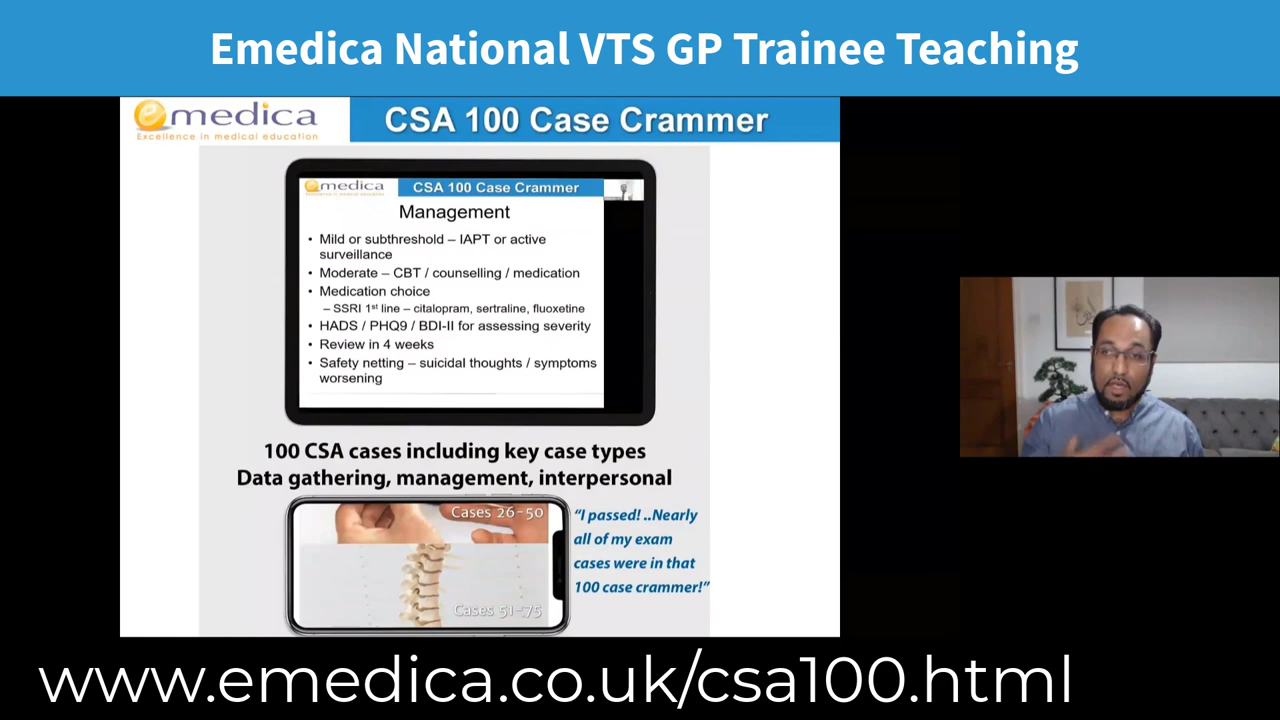 Emedica National VTS GP Trainee Teaching
emedica
Excellence in medical education
CSA 100 Case Crammer
emedica
CSA 100 Case Crammer
Management
• Mild or subthreshold – IAPT or active
surveillance
• Moderate – CBT / counselling / medication
• Medication choice
– SSRI 1st line – citalopram, sertraline, fluoxetine
• HADS / PHQ9 / BDI-II for assessing severity
• Review in 4 weeks
• Safety netting – suicidal thoughts / symptoms
worsening
100 CSA cases including key case types
Data gathering, management, interpersonal
Cases 26-50
Cases 51-75
“I passed! ..Nearly
all of my exam
cases were in that
100 case crammer!”
www.emedica.co.uk/csa100.html